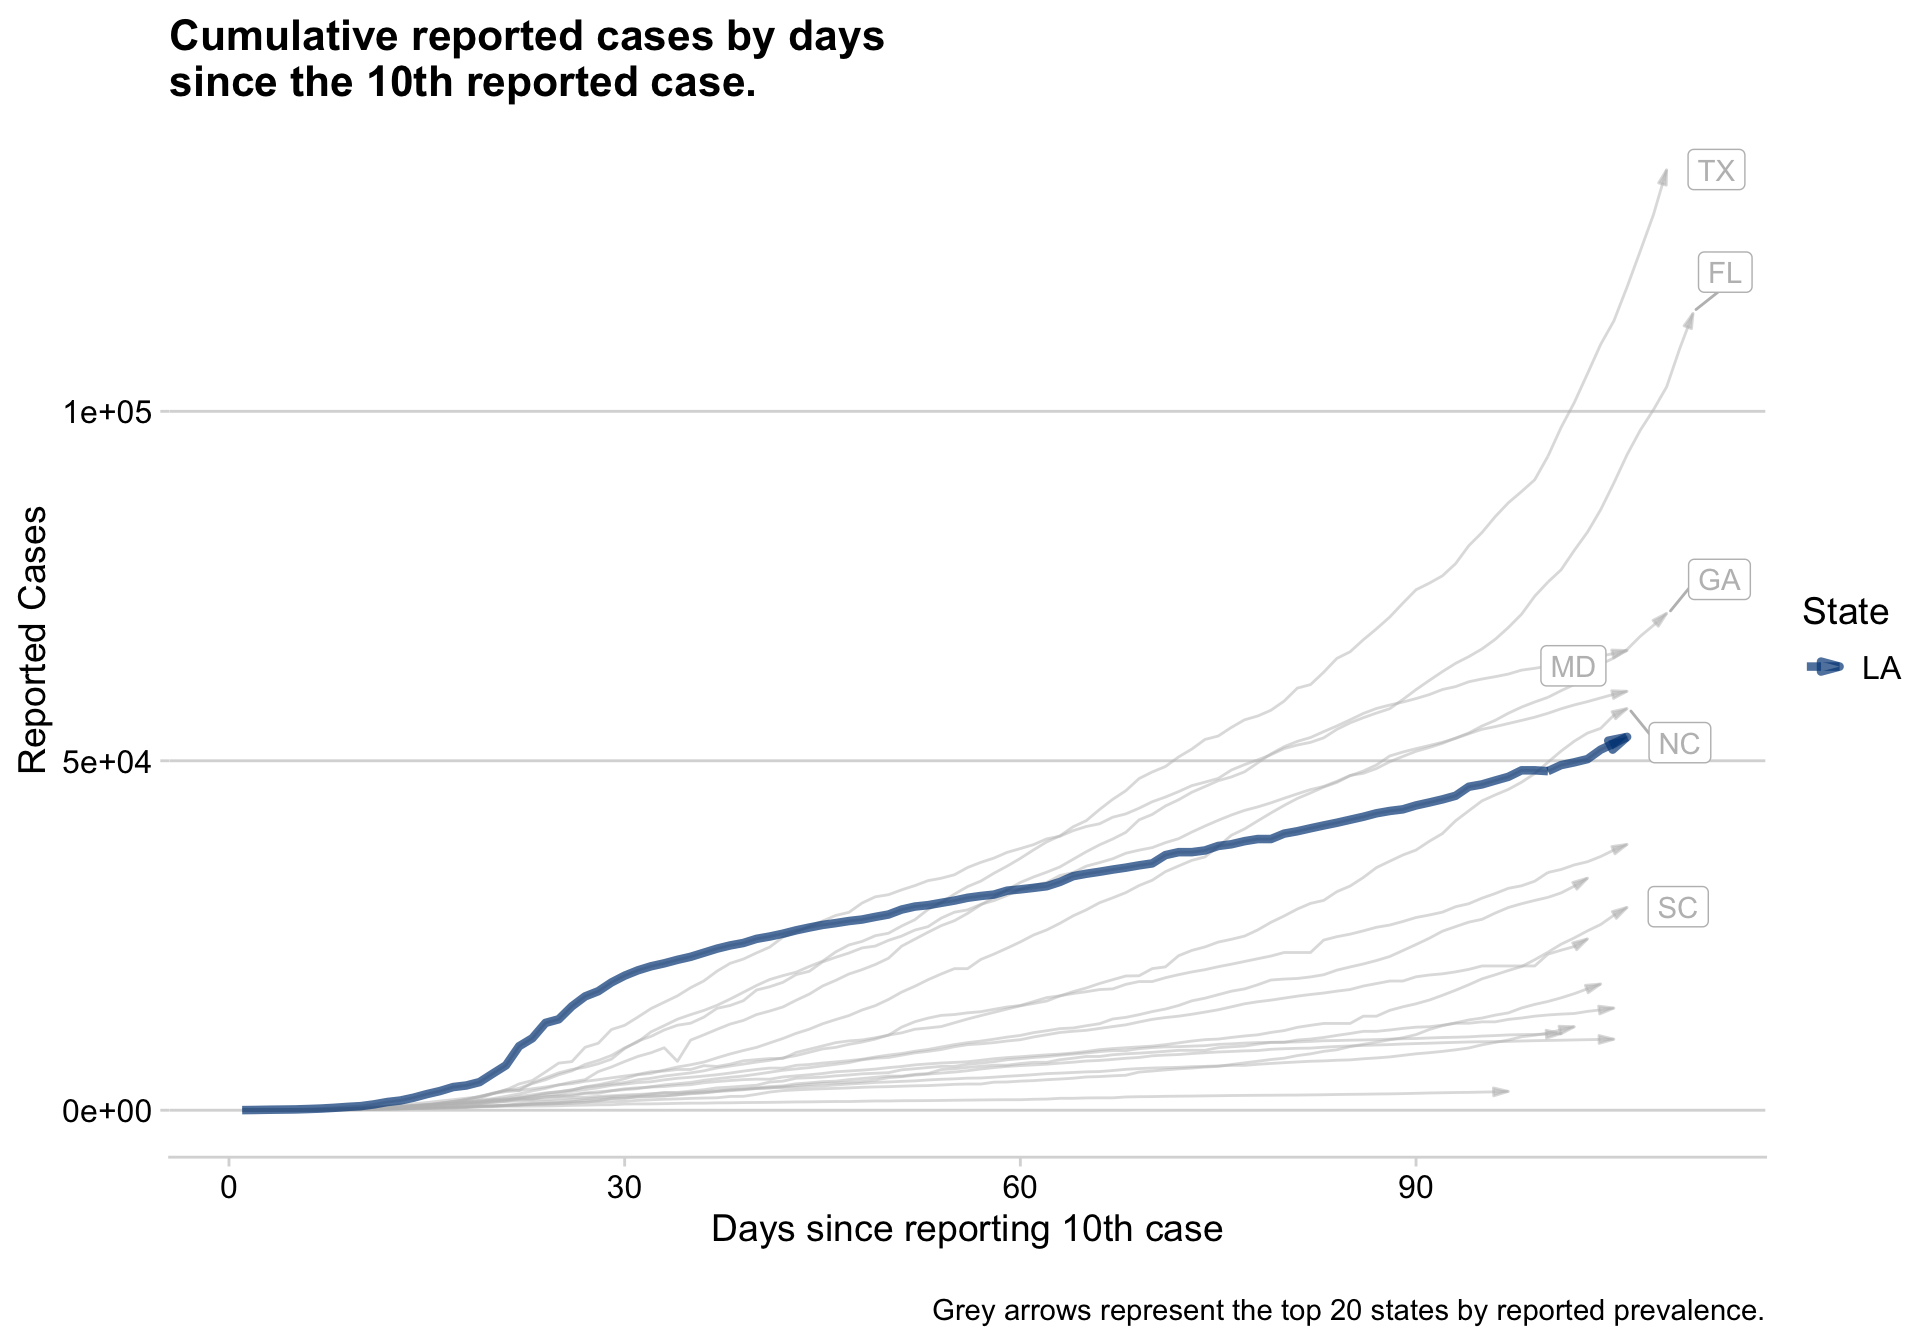 Cumulative reported cases by days
since the 10th reported case.
TX
FL
1e+05
GA
State
MD
LA
NC
5e+04
SC
0e+00
Reported Cases
0 30 60 90
Days since reporting 10th case
Grey arrows represent the top 20 states by reported prevalence.